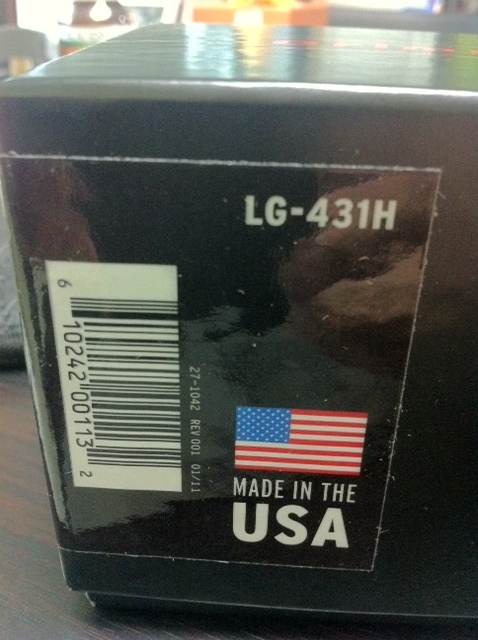 LG-431H
6 10242 00113 2
27-1042 REV 001 01/11
MADE IN THE
USA